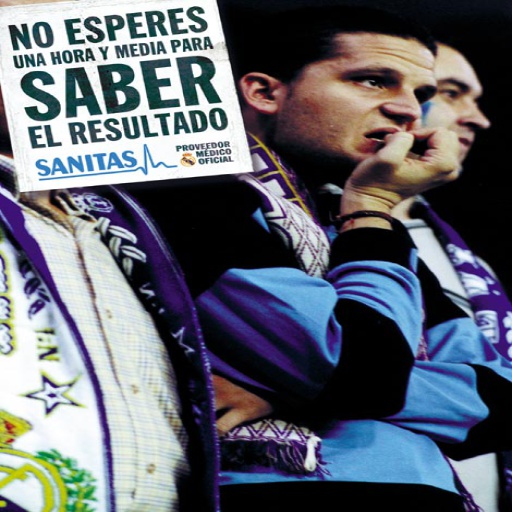 NO ESPERES
UNA HORA Y MEDIA PARA
SABER
EL RESULTADO
SANITAS
PROVEEDOR
MÉDICO
OFICIAL